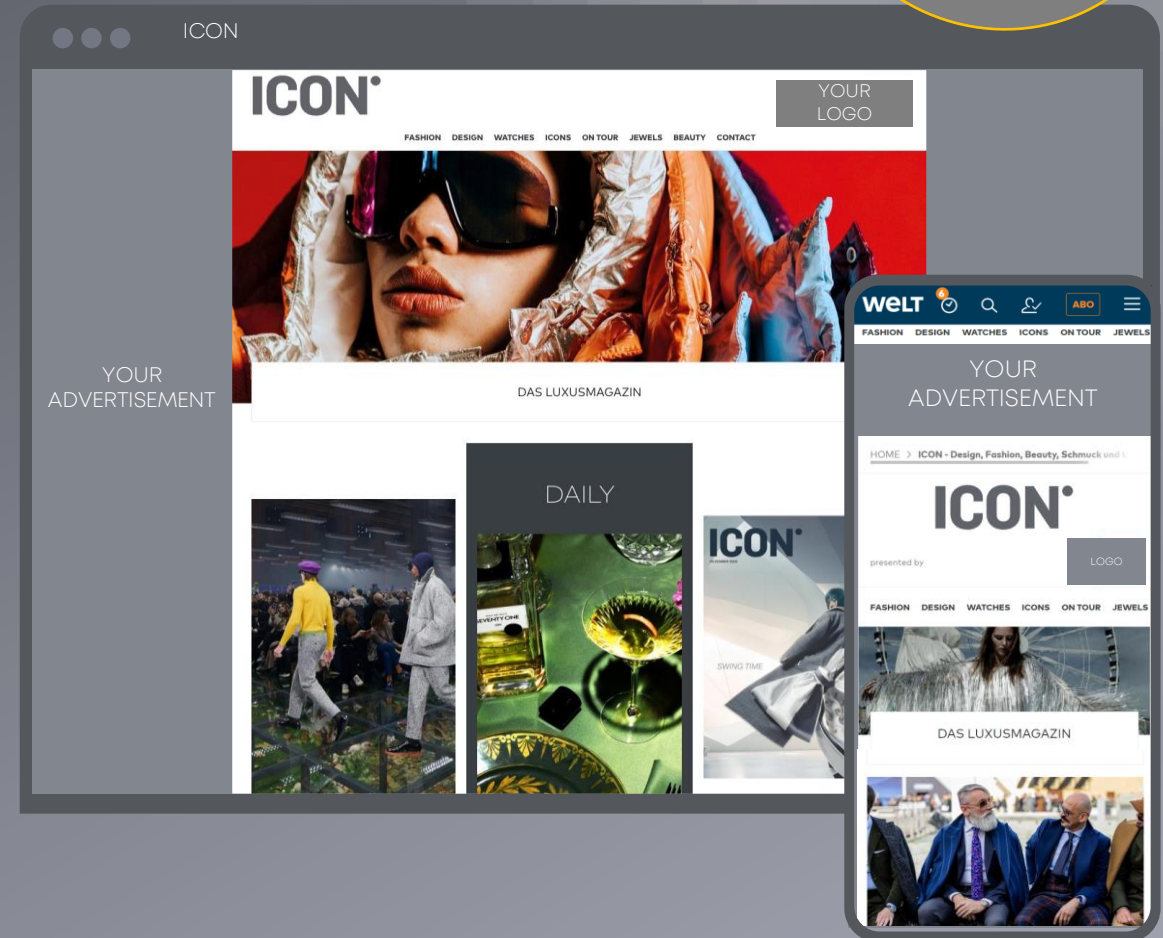 ICON
ICON°
YOUR
LOGO
FASHION DESIGN WATCHES ICONS ON TOUR JEWELS BEAUTY CONTACT
YOUR
ADVERTISEMENT
DAS LUXUSMAGAZIN
DAILY
SEVENTY ONE
ICON°
SWING TIME
WELT 6 ABO
FASHION DESIGN WATCHES ICONS ON TOUR JEWELS
YOUR
ADVERTISEMENT
HOME > ICON - Design, Fashion, Beauty, Schmuck und
ICON°
presented by
LOGO
FASHION DESIGN WATCHES ICONS ON TOUR JEWELS
DAS LUXUSMAGAZIN